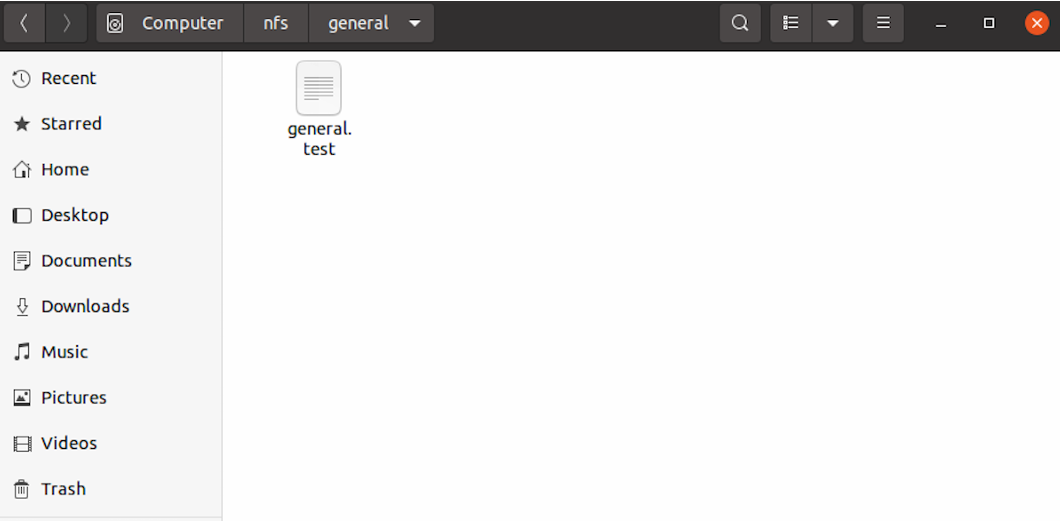 Computer nfs general
Recent
Starred
Home
Desktop
Documents
Downloads
Music
Pictures
Videos
Trash
general.
test